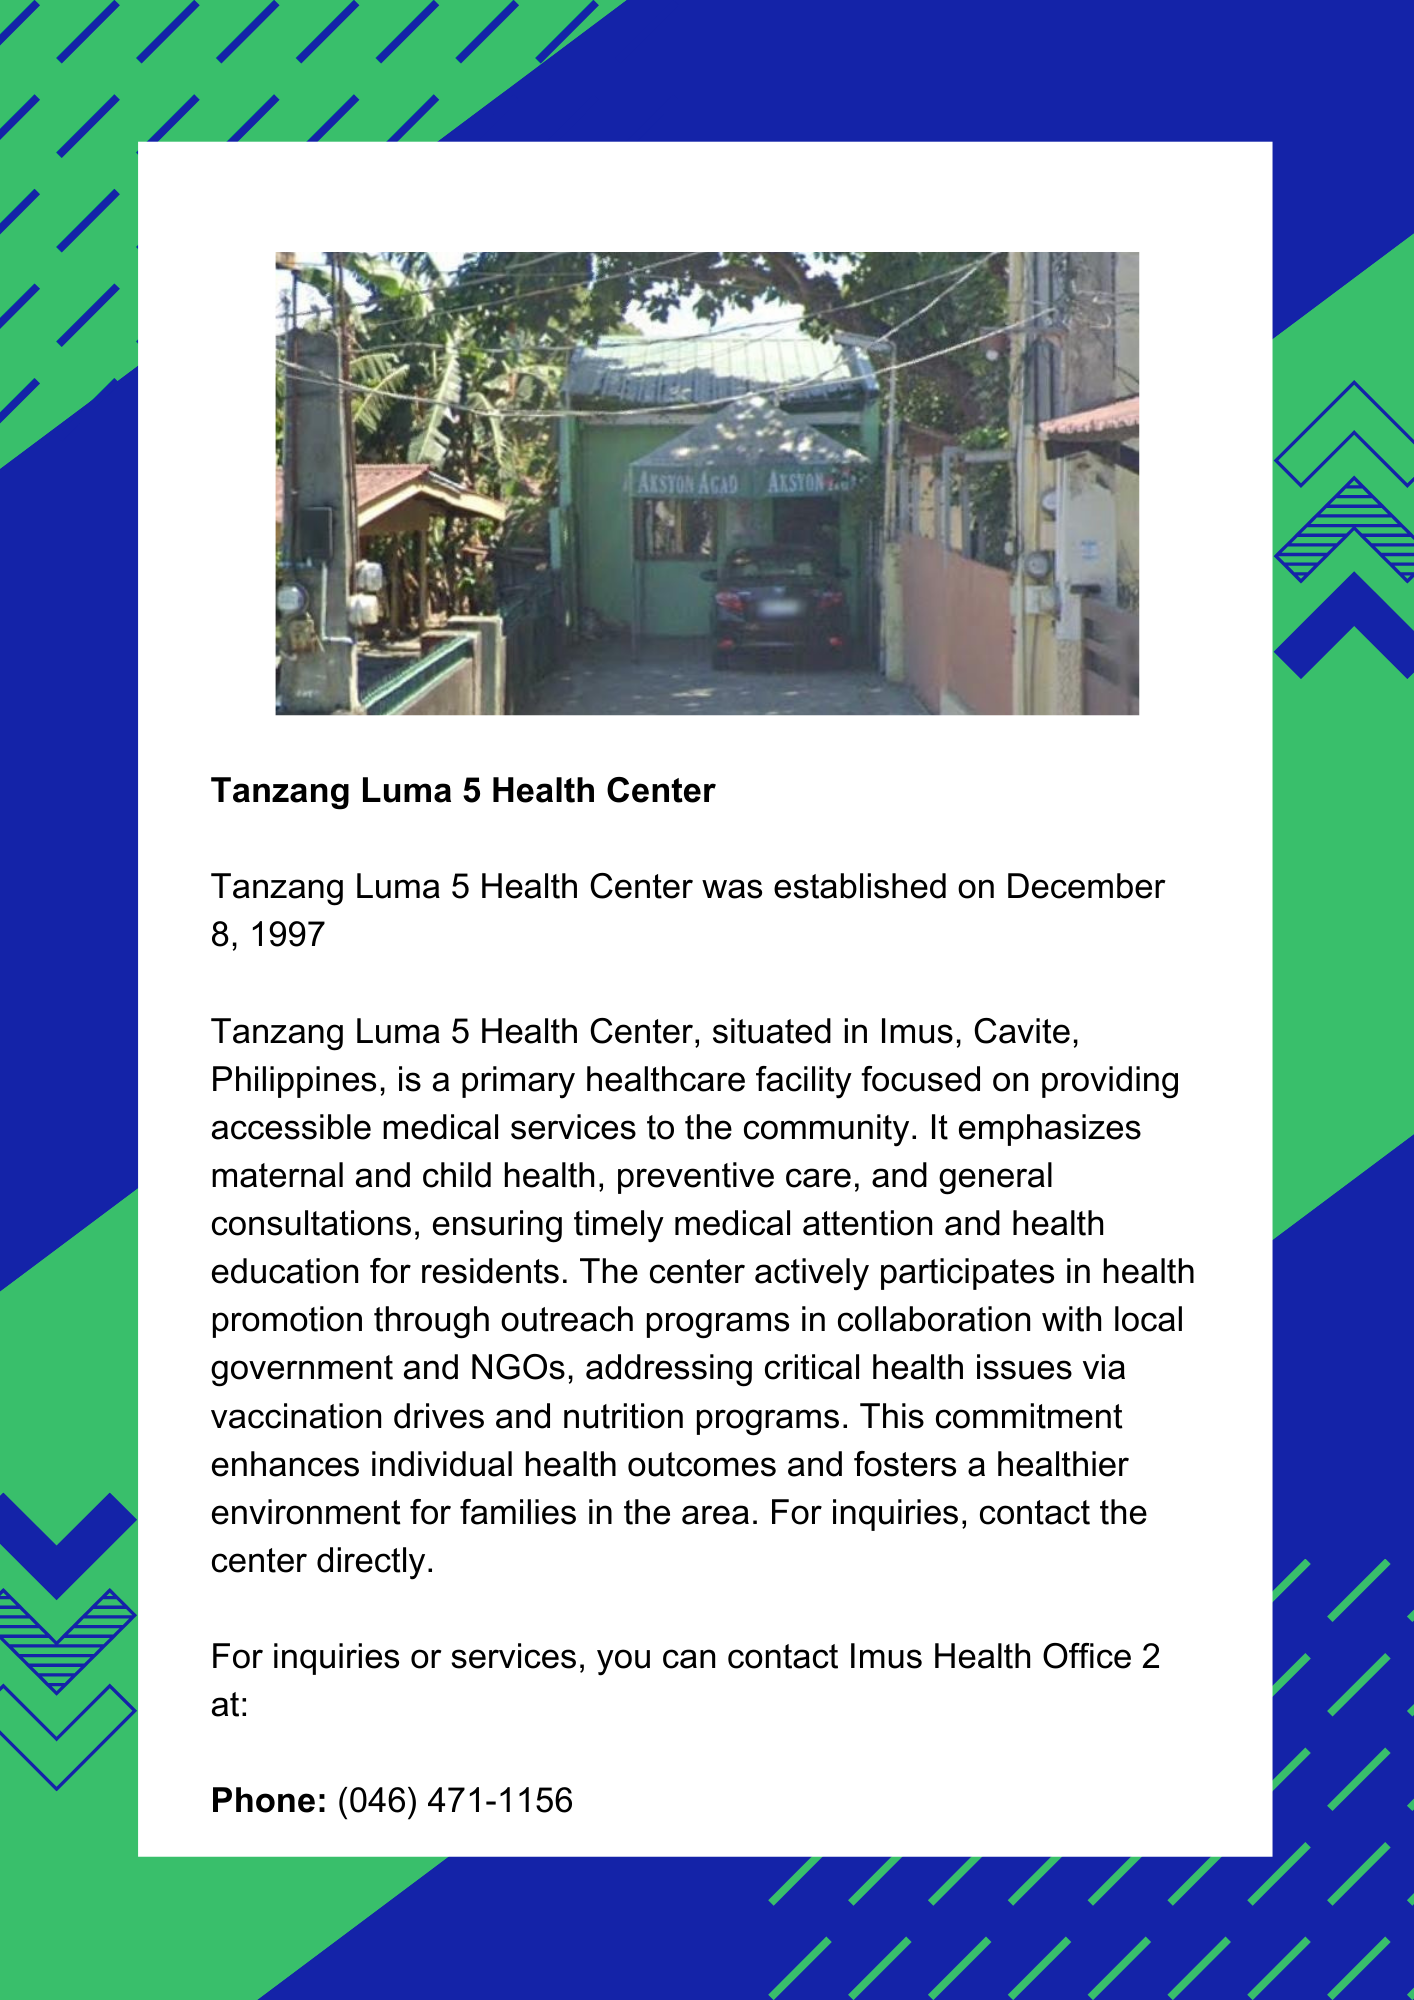 AKSYON AGAD AKSYON
Tanzang Luma 5 Health Center
Tanzang Luma 5 Health Center was established on December
8, 1997
Tanzang Luma 5 Health Center, situated in Imus, Cavite,
Philippines, is a primary healthcare facility focused on providing
accessible medical services to the community. It emphasizes
maternal and child health, preventive care, and general
consultations, ensuring timely medical attention and health
education for residents. The center actively participates in health
promotion through outreach programs in collaboration with local
government and NGOs, addressing critical health issues via
vaccination drives and nutrition programs. This commitment
enhances individual health outcomes and fosters a healthier
environment for families in the area. For inquiries, contact the
center directly.
For inquiries or services, you can contact Imus Health Office 2
at:
Phone: (046) 471-1156